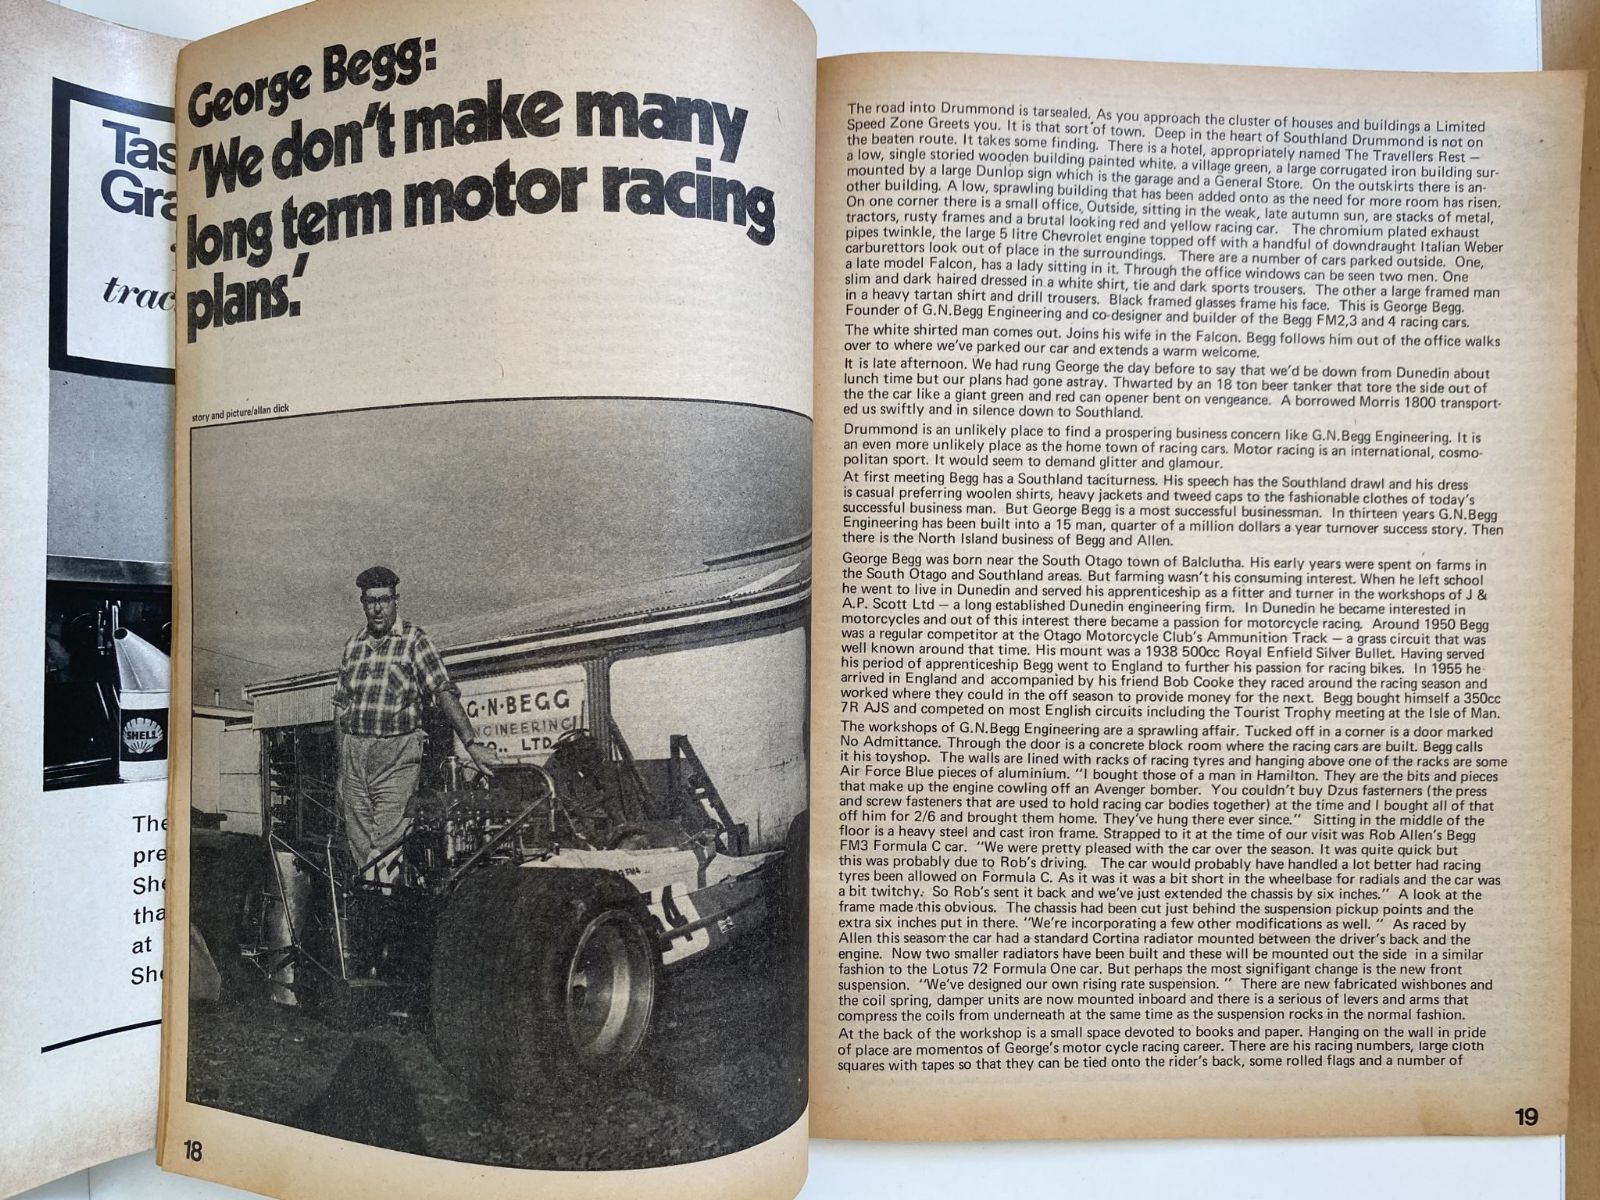 Tas
Gra
trac
SHELL
The
pre
She
tha
at
She
George Begg:
'We don't make many
long term motor racing
plans.'
story and picture/allan dick
G·N·BEGG
NGINEERING
O., LTD
FM4
4
18
The road into Drummond is tarsealed. As you approach the cluster of houses and buildings a Limited
Speed Zone Greets you. It is that sort of town. Deep in the heart of Southland Drummond is not on
the beaten route. It takes some finding. There is a hotel, appropriately named The Travellers Rest —
a low, single storied wooden building painted white. a village green, a large corrugated iron building sur-
mounted by a large Dunlop sign which is the garage and a General Store. On the outskirts there is an-
other building. A low, sprawling building that has been added onto as the need for more room has risen.
On one corner there is a small office. Outside, sitting in the weak, late autumn sun, are stacks of metal,
tractors, rusty frames and a brutal looking red and yellow racing car. The chromium plated exhaust
pipes twinkle, the large 5 litre Chevrolet engine topped off with a handful of downdraught Italian Weber
carburettors look out of place in the surroundings. There are a number of cars parked outside. One,
a late model Falcon, has a lady sitting in it. Through the office windows can be seen two men. One
slim and dark haired dressed in a white shirt, tie and dark sports trousers. The other a large framed man
in a heavy tartan shirt and drill trousers. Black framed glasses frame his face. This is George Begg.
Founder of G.N.Begg Engineering and co-designer and builder of the Begg FM2,3 and 4 racing cars.
The white shirted man comes out. Joins his wife in the Falcon. Begg follows him out of the office walks
over to where we've parked our car and extends a warm welcome.
It is late afternoon. We had rung George the day before to say that we'd be down from Dunedin about
lunch time but our plans had gone astray. Thwarted by an 18 ton beer tanker that tore the side out of
the the car like a giant green and red can opener bent on vengeance. A borrowed Morris 1800 transport-
ed us swiftly and in silence down to Southland.
Drummond is an unlikely place to find a prospering business concern like G.N.Begg Engineering. It is
an even more unlikely place as the home town of racing cars. Motor racing is an international, cosmo-
politan sport. It would seem to demand glitter and glamour.
At first meeting Begg has a Southland taciturness. His speech has the Southland drawl and his dress
is casual preferring woolen shirts, heavy jackets and tweed caps to the fashionable clothes of today's
successful business man. But George Begg is a most successful businessman. In thirteen years G.N.Begg
Engineering has been built into a 15 man, quarter of a million dollars a year turnover success story. Then
there is the North Island business of Begg and Allen.
George Begg was born near the South Otago town of Balclutha. His early years were spent on farms in
the South Otago and Southland areas. But farming wasn't his consuming interest. When he left school
he went to live in Dunedin and served his apprenticeship as a fitter and turner in the workshops of J &
A.P. Scott Ltd — a long established Dunedin engineering firm. In Dunedin he became interested in
motorcycles and out of this interest there became a passion for motorcycle racing. Around 1950 Begg
was a regular competitor at the Otago Motorcycle Club's Ammunition Track — a grass circuit that was
well known around that time. His mount was a 1938 500cc Royal Enfield Silver Bullet. Having served
his period of apprenticeship Begg went to England to further his passion for racing bikes. In 1955 he
arrived in England and accompanied by his friend Bob Cooke they raced around the racing season and
worked where they could in the off season to provide money for the next. Begg bought himself a 350cc
7R AJS and competed on most English circuits including the Tourist Trophy meeting at the Isle of Man.
The workshops of G.N.Begg Engineering are a sprawling affair. Tucked off in a corner is a door marked
No Admittance. Through the door is a concrete block room where the racing cars are built. Begg calls
it his toyshop. The walls are lined with racks of racing tyres and hanging above one of the racks are some
Air Force Blue pieces of aluminium. "I bought those of a man in Hamilton. They are the bits and pieces
that make up the engine cowling off an Avenger bomber. You couldn't buy Dzus fasterners (the press
and screw fasteners that are used to hold racing car bodies together) at the time and I bought all of that
off him for 2/6 and brought them home. They've hung there ever since." Sitting in the middle of the
floor is a heavy steel and cast iron frame. Strapped to it at the time of our visit was Rob Allen's Begg
FM3 Formula C car. "We were pretty pleased with the car over the season. It was quite quick but
this was probably due to Rob's driving. The car would probably have handled a lot better had racing
tyres been allowed on Formula C. As it was it was a bit short in the wheelbase for radials and the car was
a bit twitchy. So Rob's sent it back and we've just extended the chassis by six inches." A look at the
frame made this obvious. The chassis had been cut just behind the suspension pickup points and the
extra six inches put in there. "We're incorporating a few other modifications as well. " As raced by
Allen this season the car had a standard Cortina radiator mounted between the driver's back and the
engine. Now two smaller radiators have been built and these will be mounted out the side in a similar
fashion to the Lotus 72 Formula One car. But perhaps the most signifigant change is the new front
suspension. "We've designed our own rising rate suspension. " There are new fabricated wishbones and
the coil spring, damper units are now mounted inboard and there is a serious of levers and arms that
compress the coils from underneath at the same time as the suspension rocks in the normal fashion.
At the back of the workshop is a small space devoted to books and paper. Hanging on the wall in pride
of place are momentos of George's motor cycle racing career. There are his racing numbers, large cloth
squares with tapes so that they can be tied onto the rider's back, some rolled flags and a number of
19